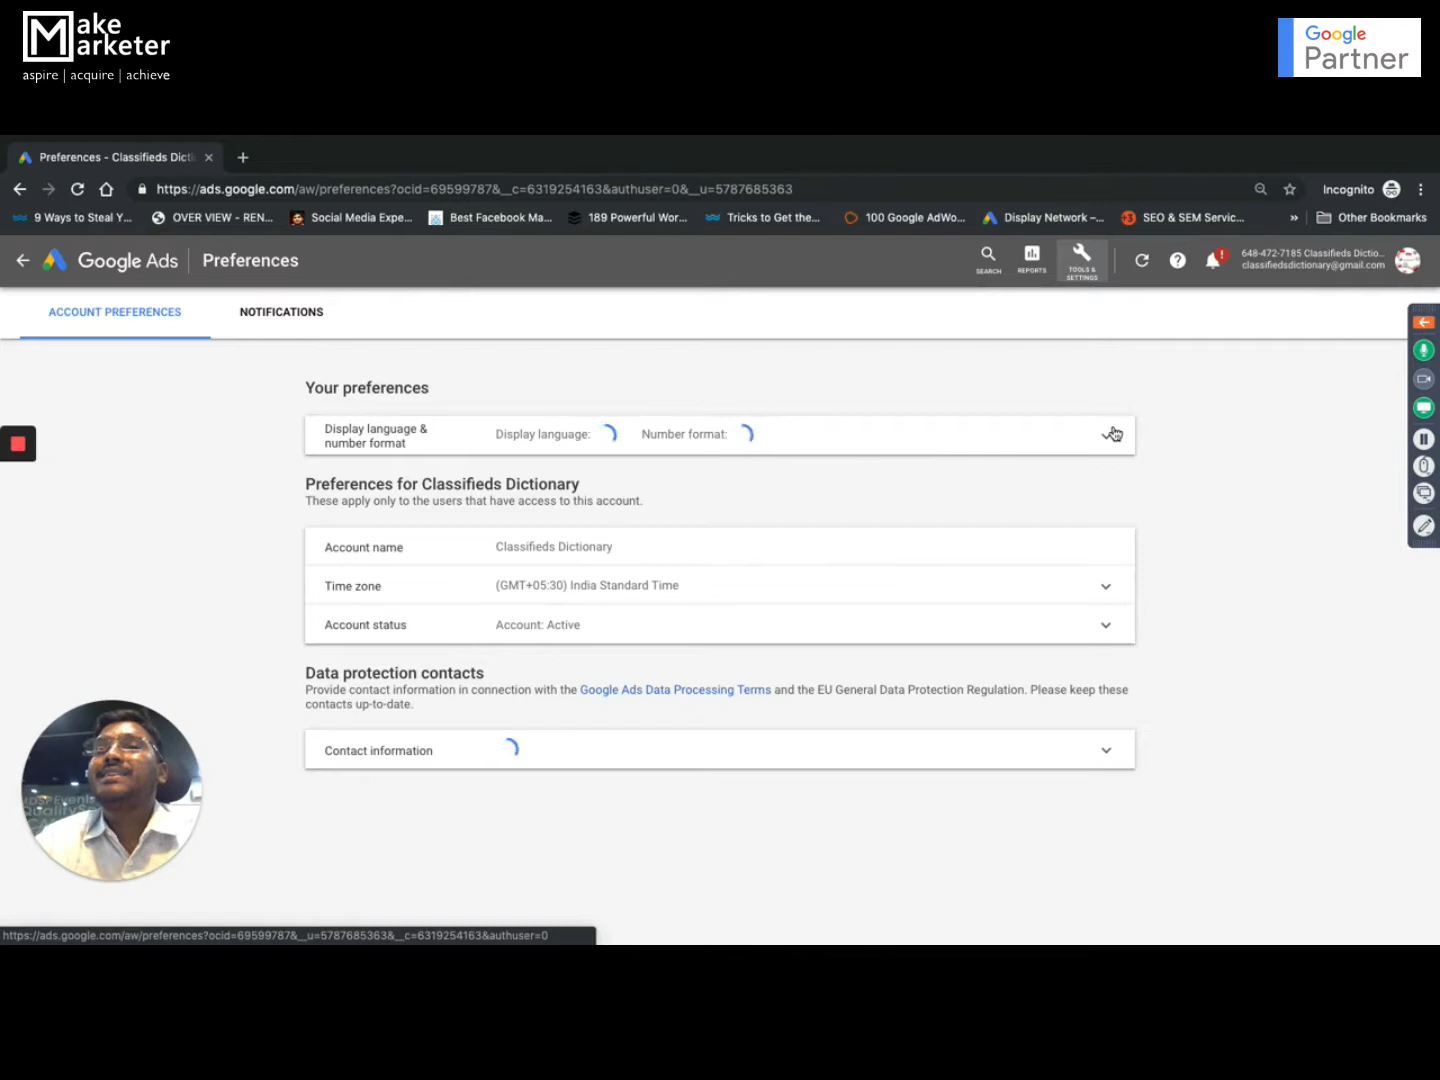 Make Marketer
aspire | acquire | achieve
Google Partner
Preferences - Classifieds Dicti
https://ads.google.com/aw/preferences?ocid=69599787&__c=6319254163&authuser=0&__u=5787685363
Incognito
9 Ways to Steal Y...
OVER VIEW - REN...
Social Media Expe...
Best Facebook Ma...
189 Powerful Wor...
Tricks to Get the...
100 Google AdWo...
Display Network –...
SEO & SEM Servic...
»
Other Bookmarks
Google Ads
Preferences
SEARCH
REPORTS
TOOLS & SETTINGS
648-472-7185 Classifieds Dictio...
classifiedsdictionary@gmail.com
ACCOUNT PREFERENCES
NOTIFICATIONS
Your preferences
Display language &
number format
Display language:
Number format:
Preferences for Classifieds Dictionary
These apply only to the users that have access to this account.
Account name
Classifieds Dictionary
Time zone
(GMT+05:30) India Standard Time
Account status
Account: Active
Data protection contacts
Provide contact information in connection with the Google Ads Data Processing Terms and the EU General Data Protection Regulation. Please keep these
contacts up-to-date.
Contact information
https://ads.google.com/aw/preferences?ocid=69599787&__u=5787685363&__c=6319254163&authuser=0